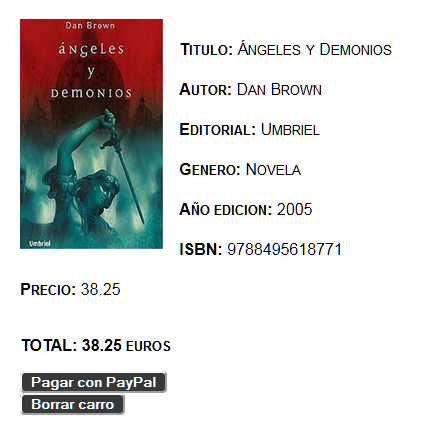 Dan Brown
ángeles
y
demonios
Umbriel
Titulo: Ángeles y Demonios
Autor: Dan Brown
Editorial: Umbriel
Genero: Novela
Año edicion: 2005
ISBN: 9788495618771
Precio: 38.25
TOTAL: 38.25 euros
Pagar con PayPal
Borrar carro